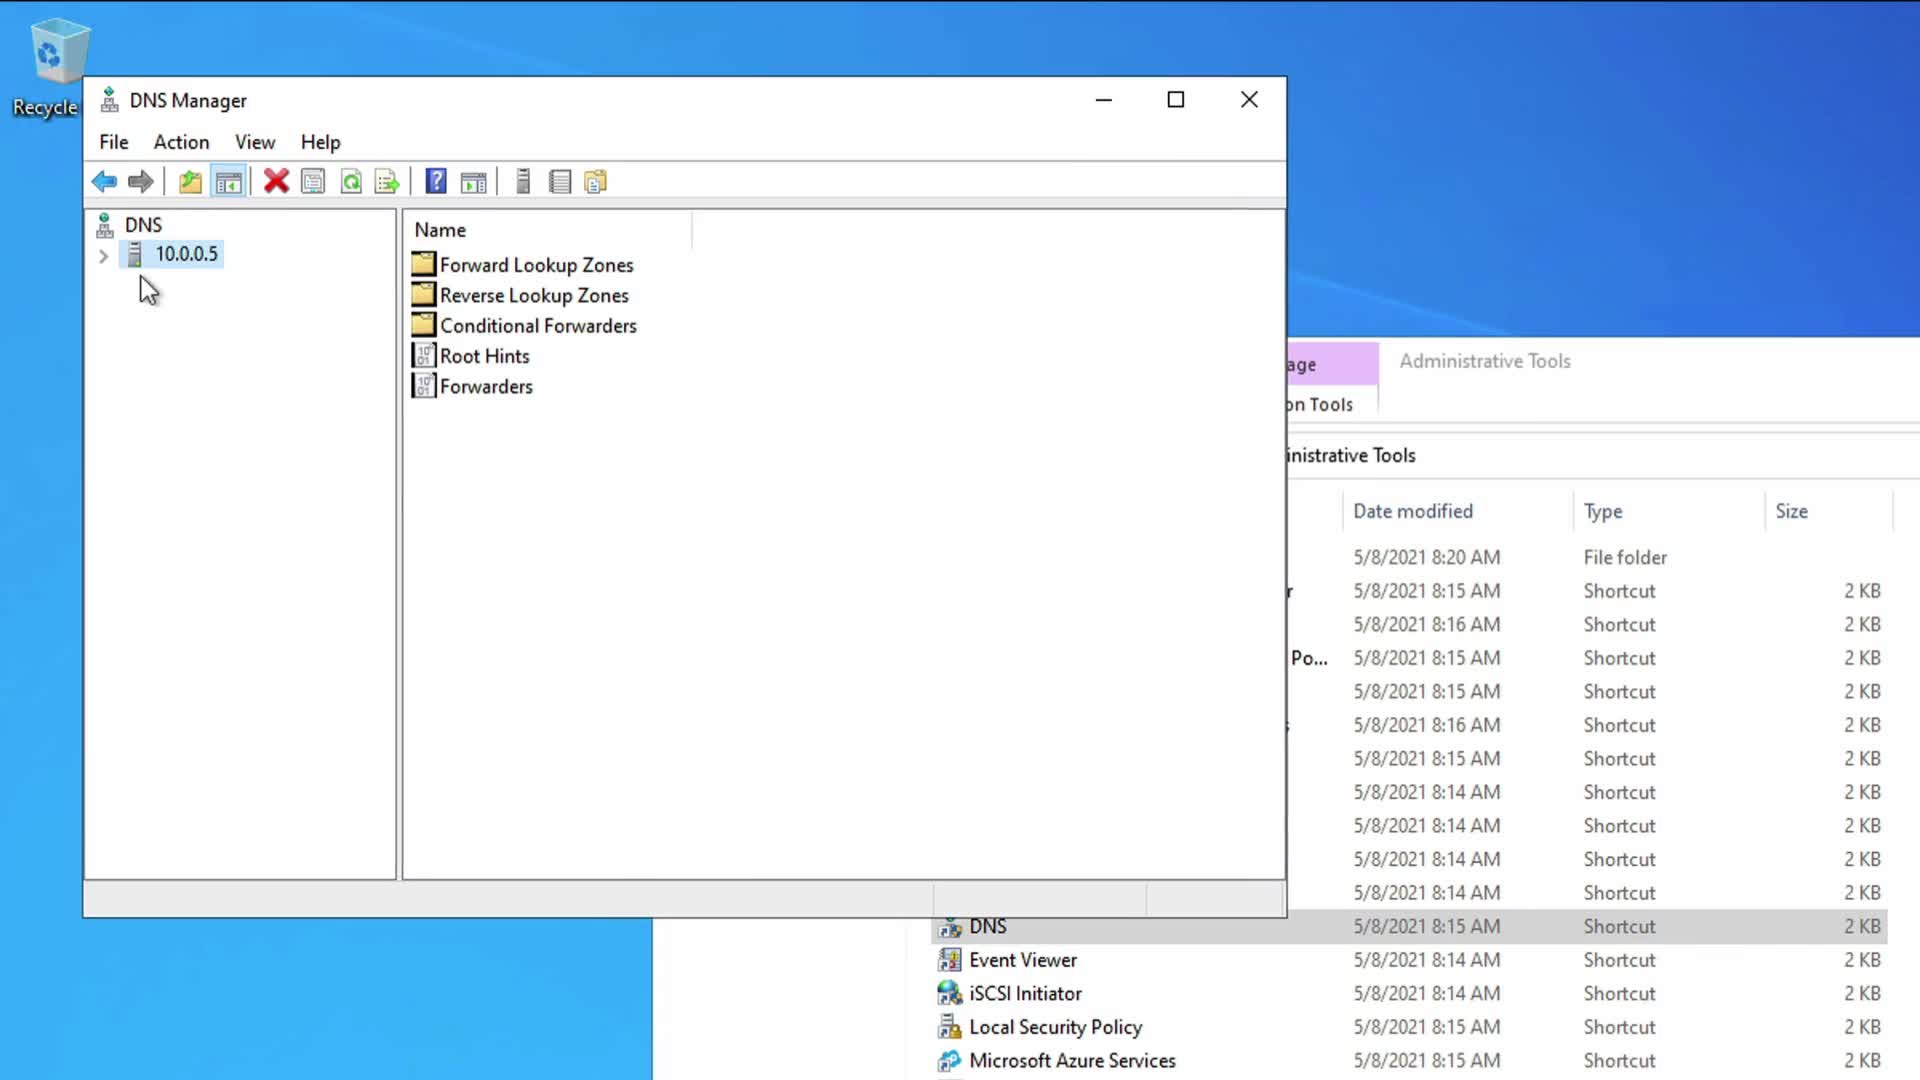 Recycle
DNS Manager
File Action View Help
DNS
10.0.0.5
Name
Forward Lookup Zones
Reverse Lookup Zones
Conditional Forwarders
Root Hints
Forwarders
age
Administrative Tools
on Tools
inistrative Tools
Date modified Type Size
5/8/2021 8:20 AM File folder
r 5/8/2021 8:15 AM Shortcut 2 KB
5/8/2021 8:16 AM Shortcut 2 KB
Po... 5/8/2021 8:15 AM Shortcut 2 KB
5/8/2021 8:15 AM Shortcut 2 KB
s 5/8/2021 8:16 AM Shortcut 2 KB
5/8/2021 8:15 AM Shortcut 2 KB
5/8/2021 8:14 AM Shortcut 2 KB
5/8/2021 8:14 AM Shortcut 2 KB
5/8/2021 8:14 AM Shortcut 2 KB
5/8/2021 8:14 AM Shortcut 2 KB
DNS 5/8/2021 8:15 AM Shortcut 2 KB
Event Viewer 5/8/2021 8:14 AM Shortcut 2 KB
iSCSI Initiator 5/8/2021 8:14 AM Shortcut 2 KB
Local Security Policy 5/8/2021 8:15 AM Shortcut 2 KB
Microsoft Azure Services 5/8/2021 8:15 AM Shortcut 2 KB